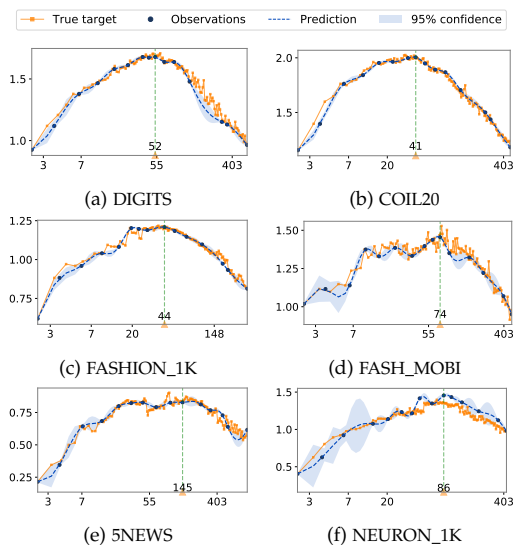 True target Observations Prediction 95% confidence
1.5
1.0
52
3 7 55 403
(a) DIGITS
2.0
1.5
41
3 7 20 403
(b) COIL20
1.25
1.00
0.75
44
3 7 20 148
(c) FASHION_1K
1.50
1.25
1.00
74
3 55 403
(d) FASH_MOBI
0.75
0.50
0.25
145
3 7 55 403
(e) 5NEWS
1.5
1.0
0.5
86
3 7 20 403
(f) NEURON_1K